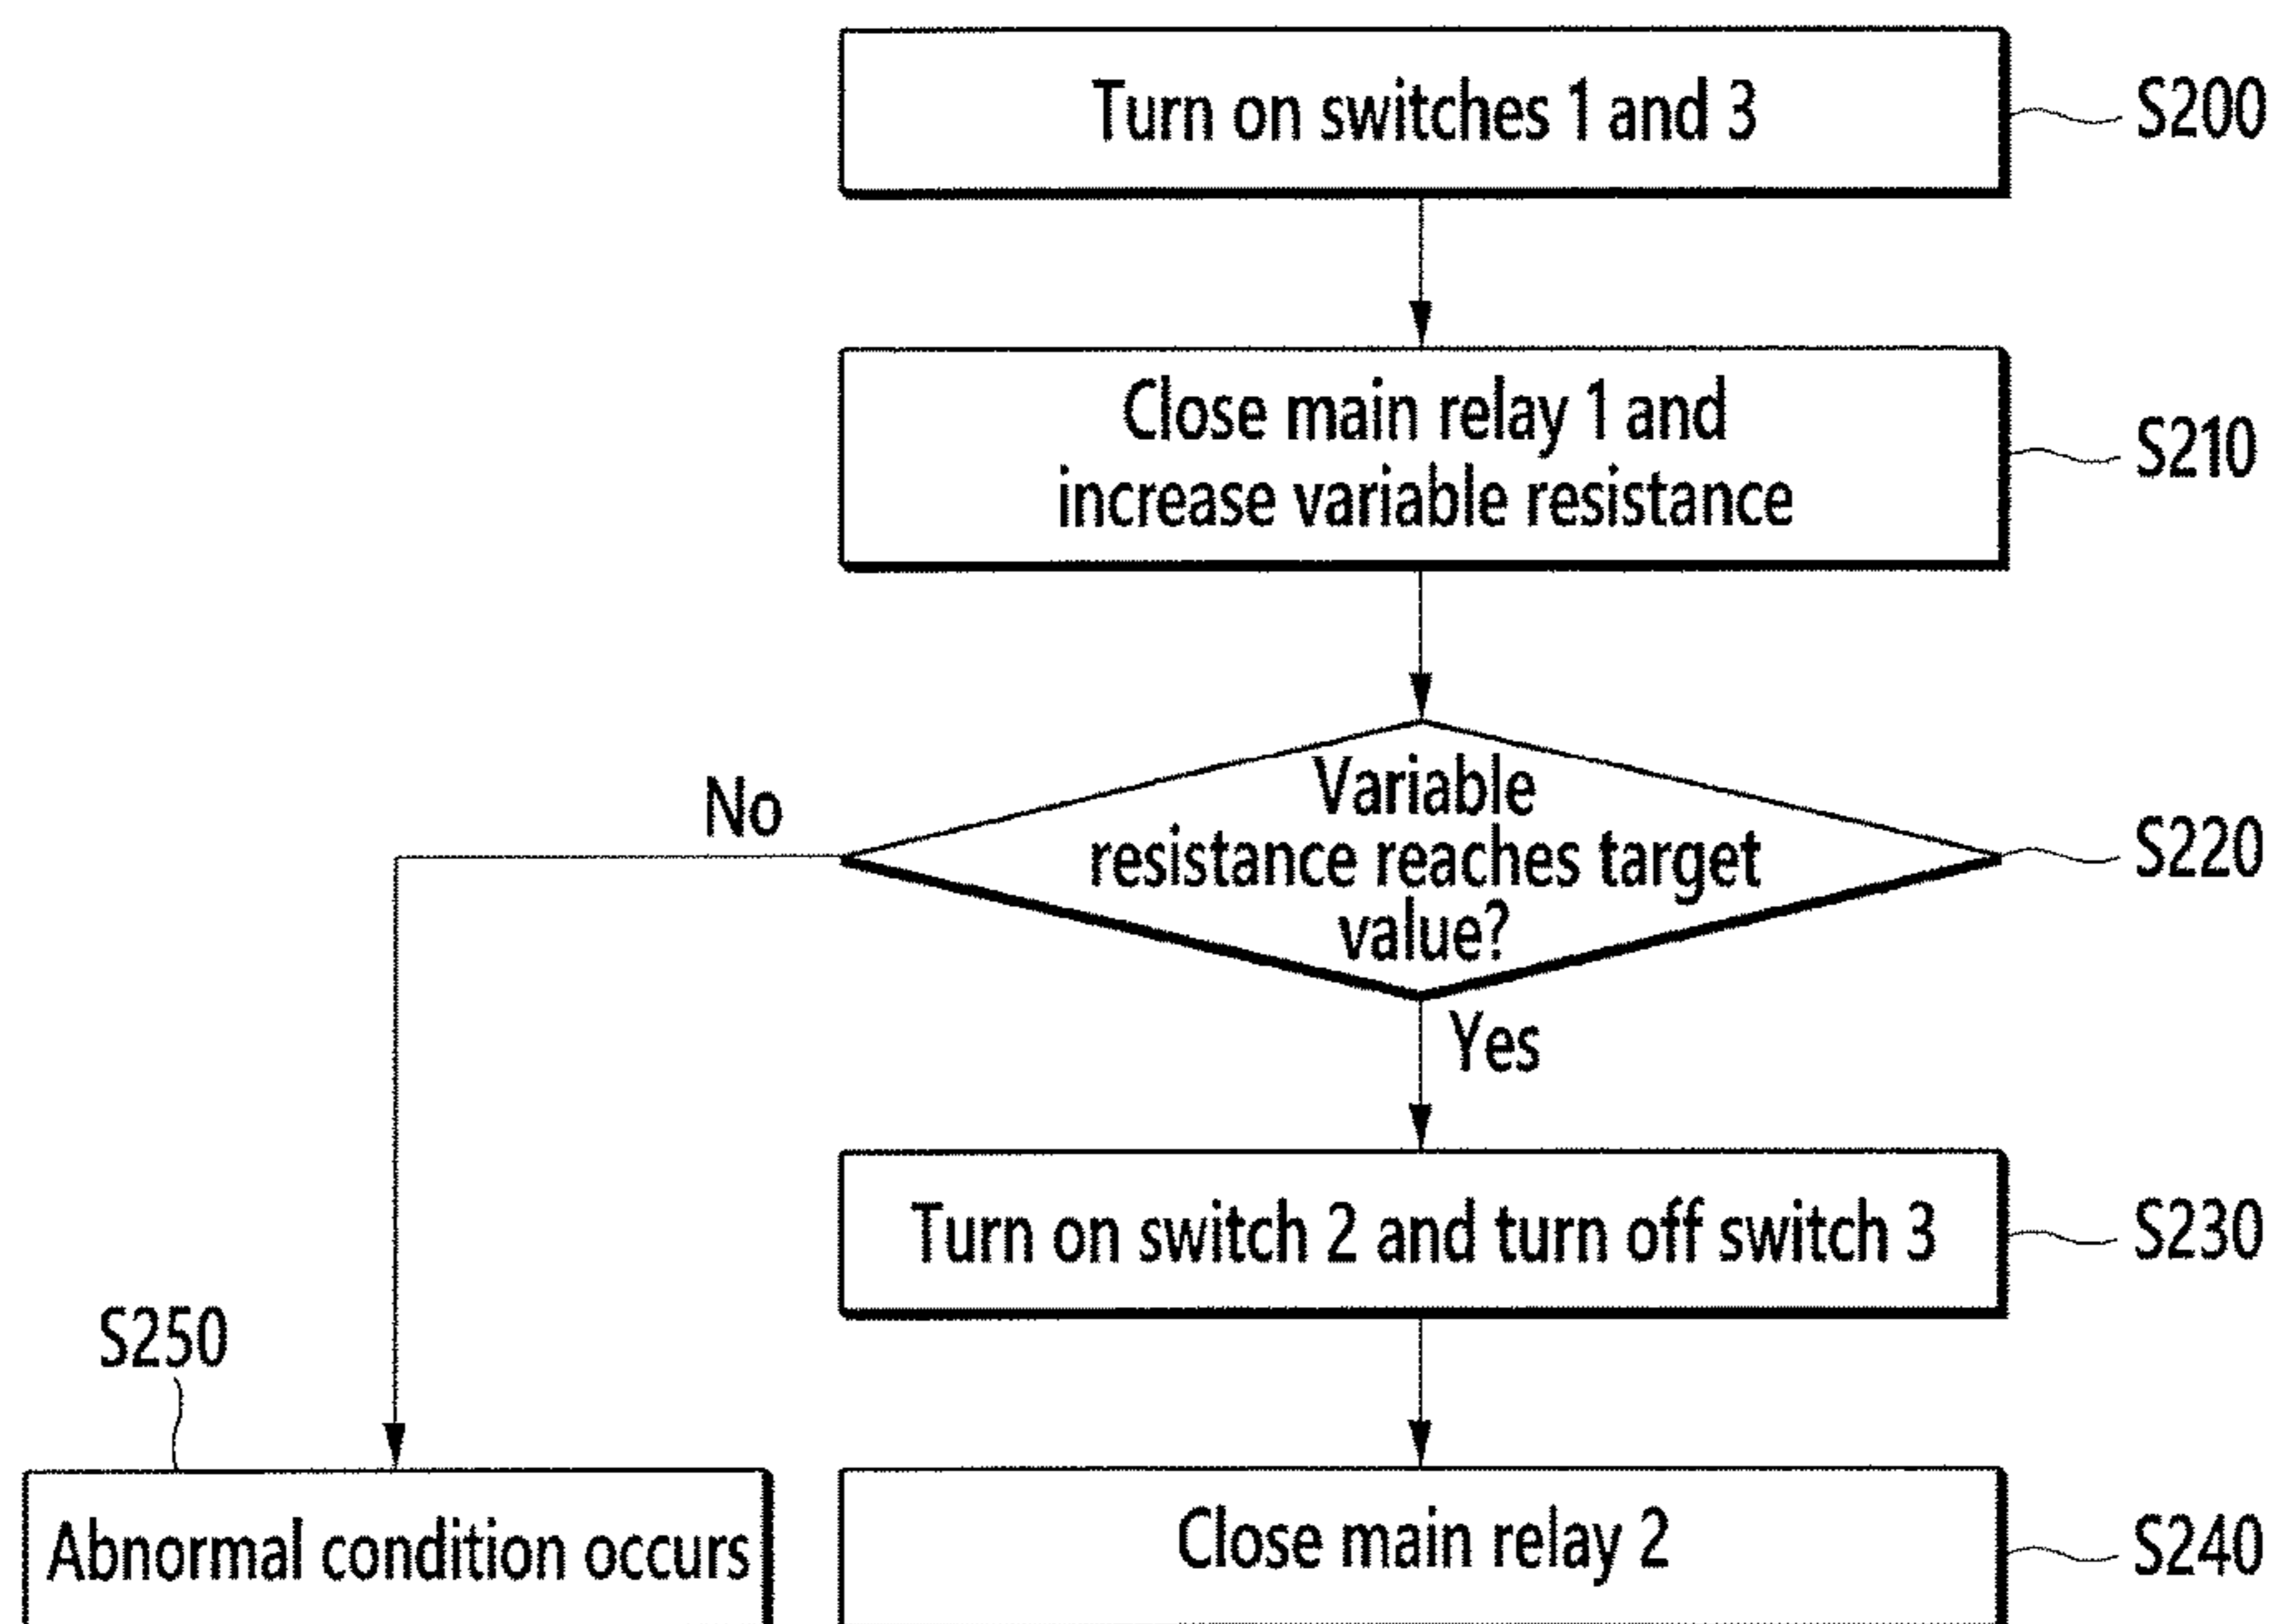 Turn on switches 1 and 3
S200
Close main relay 1 and
increase variable resistance
S210
Variable
resistance reaches target
value?
S220
No
Yes
Turn on switch 2 and turn off switch 3
S230
S250
Abnormal condition occurs
Close main relay 2
S240